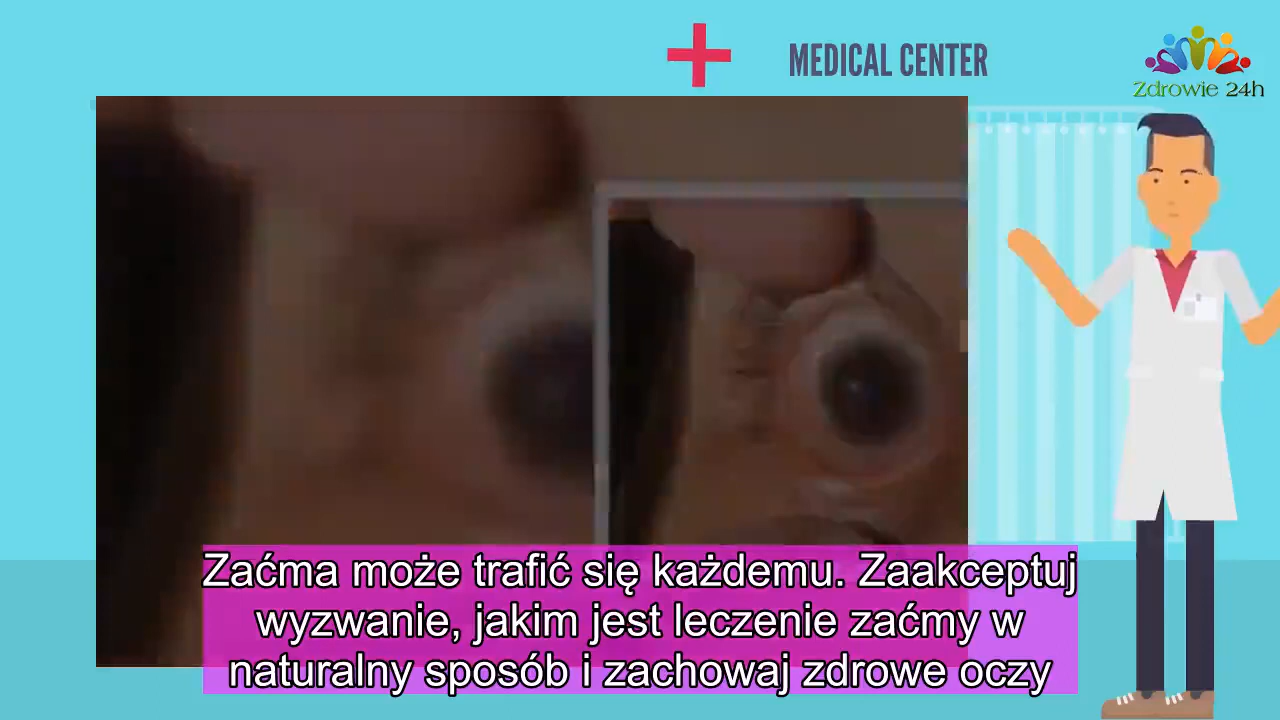 MEDICAL CENTER
Zdrowie 24h
Zaćma może trafić się każdemu. Zaakceptuj
wyzwanie, jakim jest leczenie zaćmy w
naturalny sposób i zachowaj zdrowe oczy